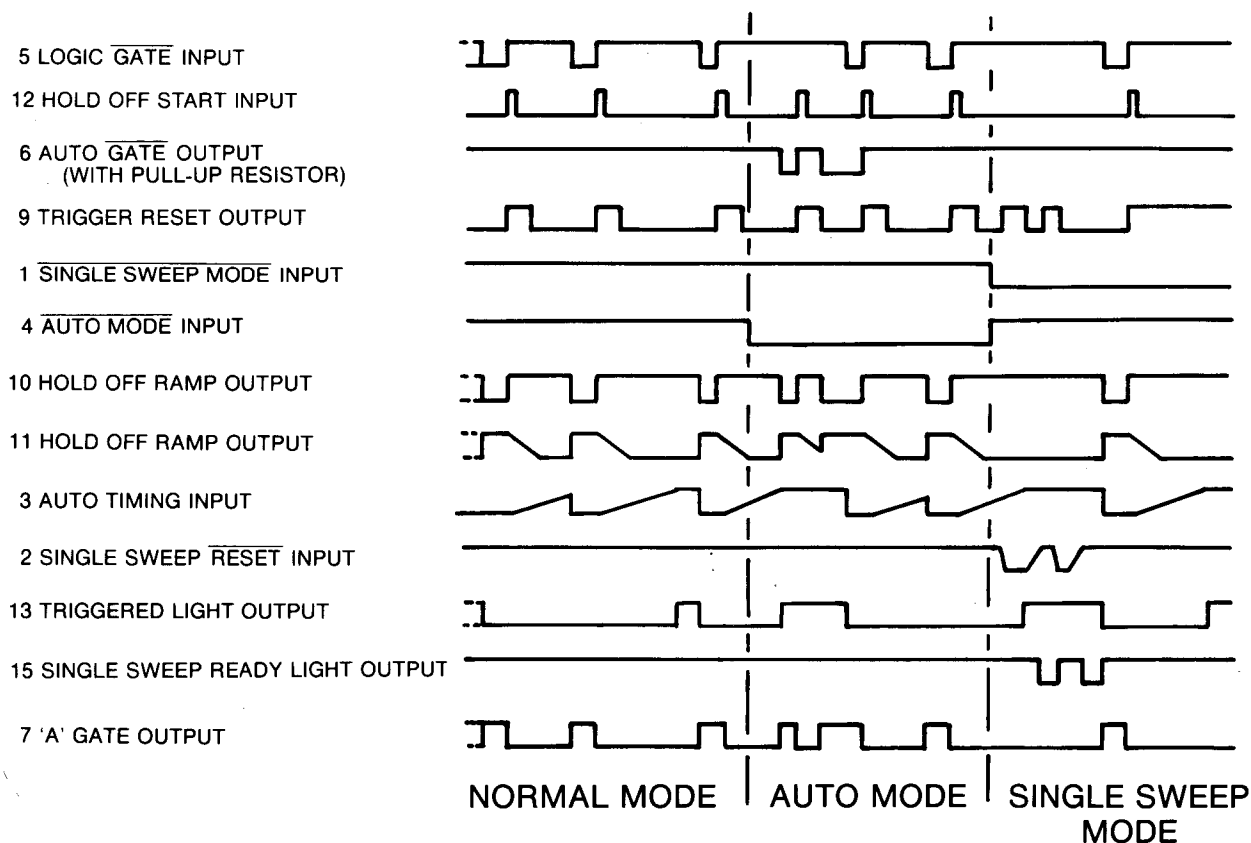 5 LOGIC GATE INPUT
12 HOLD OFF START INPUT
6 AUTO GATE OUTPUT
(WITH PULL-UP RESISTOR)
9 TRIGGER RESET OUTPUT
1 SINGLE SWEEP MODE INPUT
4 AUTO MODE INPUT
10 HOLD OFF RAMP OUTPUT
11 HOLD OFF RAMP OUTPUT
3 AUTO TIMING INPUT
2 SINGLE SWEEP RESET INPUT
13 TRIGGERED LIGHT OUTPUT
15 SINGLE SWEEP READY LIGHT OUTPUT
7 'A' GATE OUTPUT
NORMAL MODE
AUTO MODE
SINGLE SWEEP
MODE